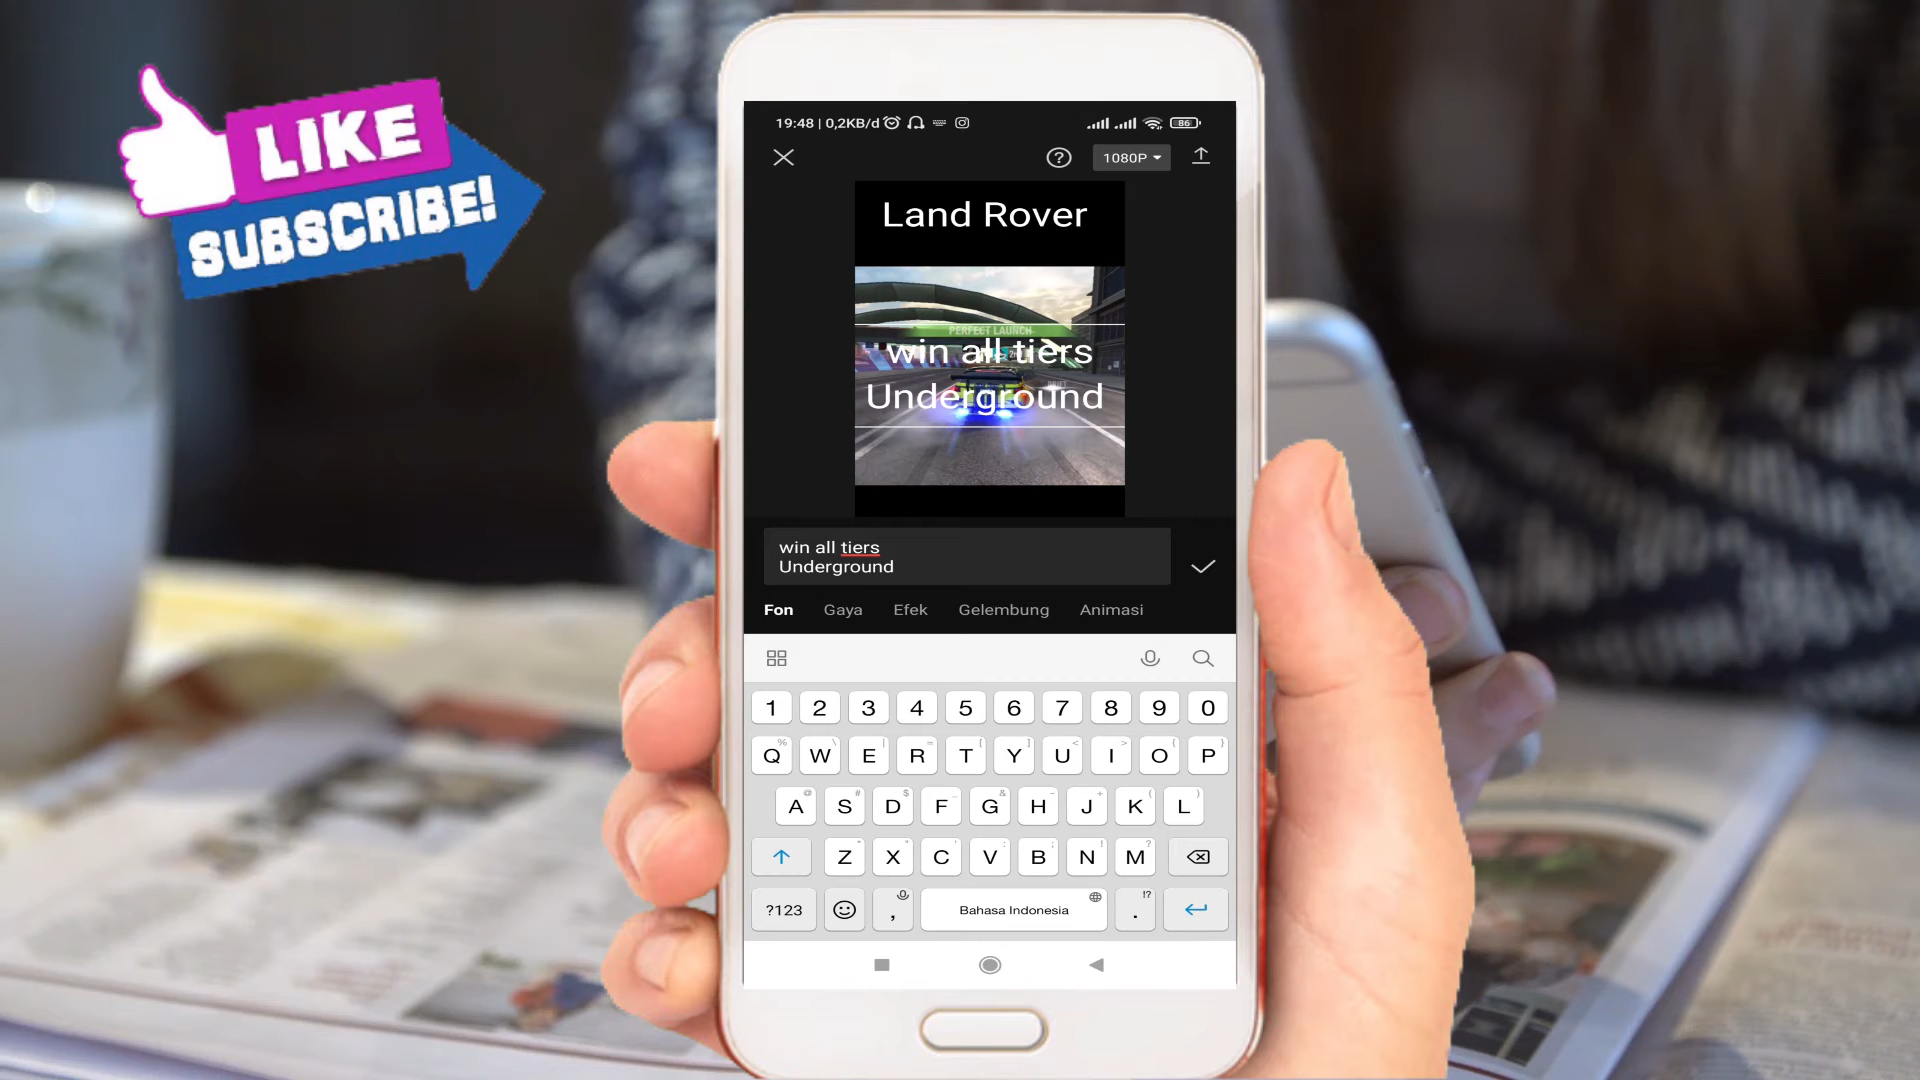 LIKE
SUBSCRIBE!
19:48 | 0,2KB/d
86
1080P
Land Rover
PERFECT LAUNCH
win all tiers
Underground
win all tiers
Underground
Fon Gaya Efek Gelembung Animasi
1 2 3 4 5 6 7 8 9 0
Q W E R T Y U I O P
A S D F G H J K L
Z X C V B N M
?123 , Bahasa Indonesia . !?